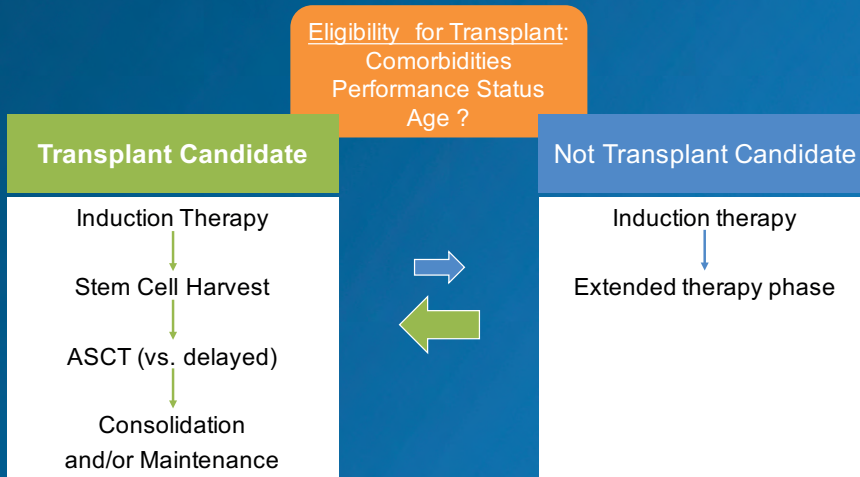 Eligibility for Transplant:
Comorbidities
Performance Status
Age ?
Transplant Candidate
Induction Therapy
Stem Cell Harvest
ASCT (vs. delayed)
Consolidation
and/or Maintenance
Not Transplant Candidate
Induction therapy
Extended therapy phase